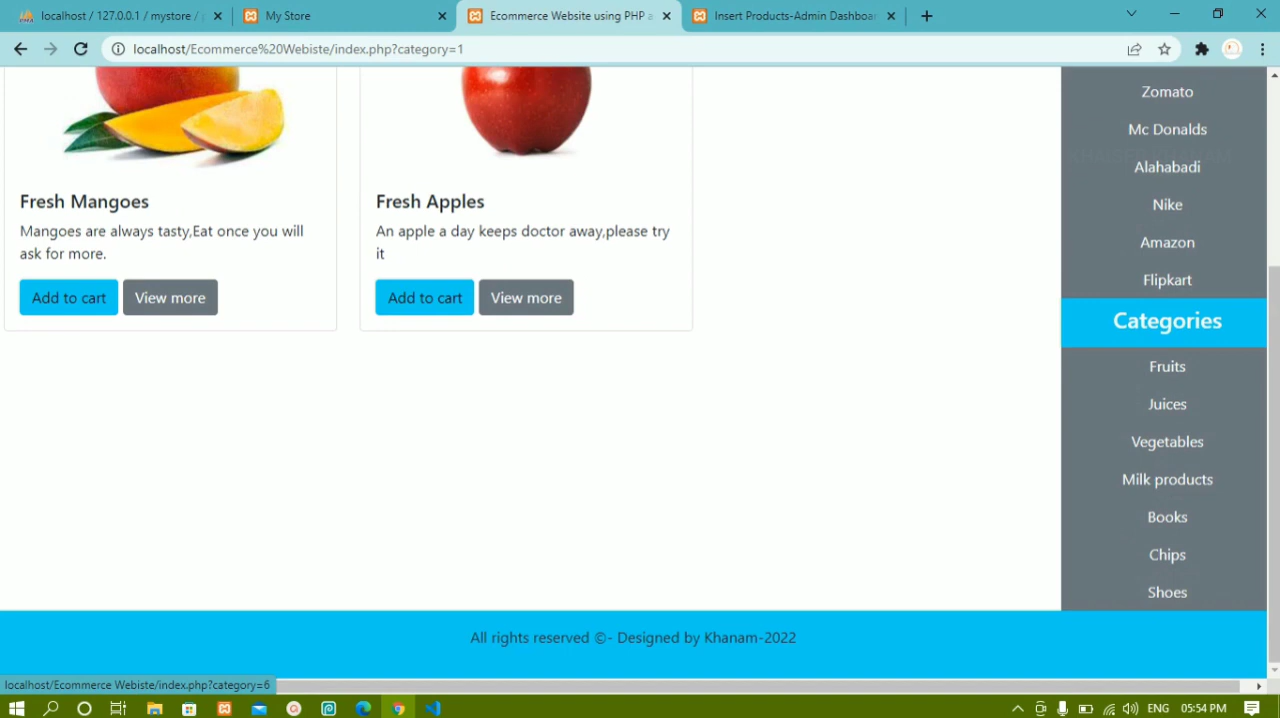 localhost / 127.0.0.1 / mystore / p
My Store
Ecommerce Website using PHP a
Insert Products-Admin Dashboar
localhost/Ecommerce%20Webiste/index.php?category=1
Zomato
Mc Donalds
Alahabadi
Nike
Amazon
Flipkart
Categories
Fruits
Juices
Vegetables
Milk products
Books
Chips
Shoes
Fresh Mangoes
Mangoes are always tasty,Eat once you will
ask for more.
Add to cart
View more
Fresh Apples
An apple a day keeps doctor away,please try
it
Add to cart
View more
All rights reserved ©- Designed by Khanam-2022
localhost/Ecommerce Webiste/index.php?category=6
ENG
05:54 PM